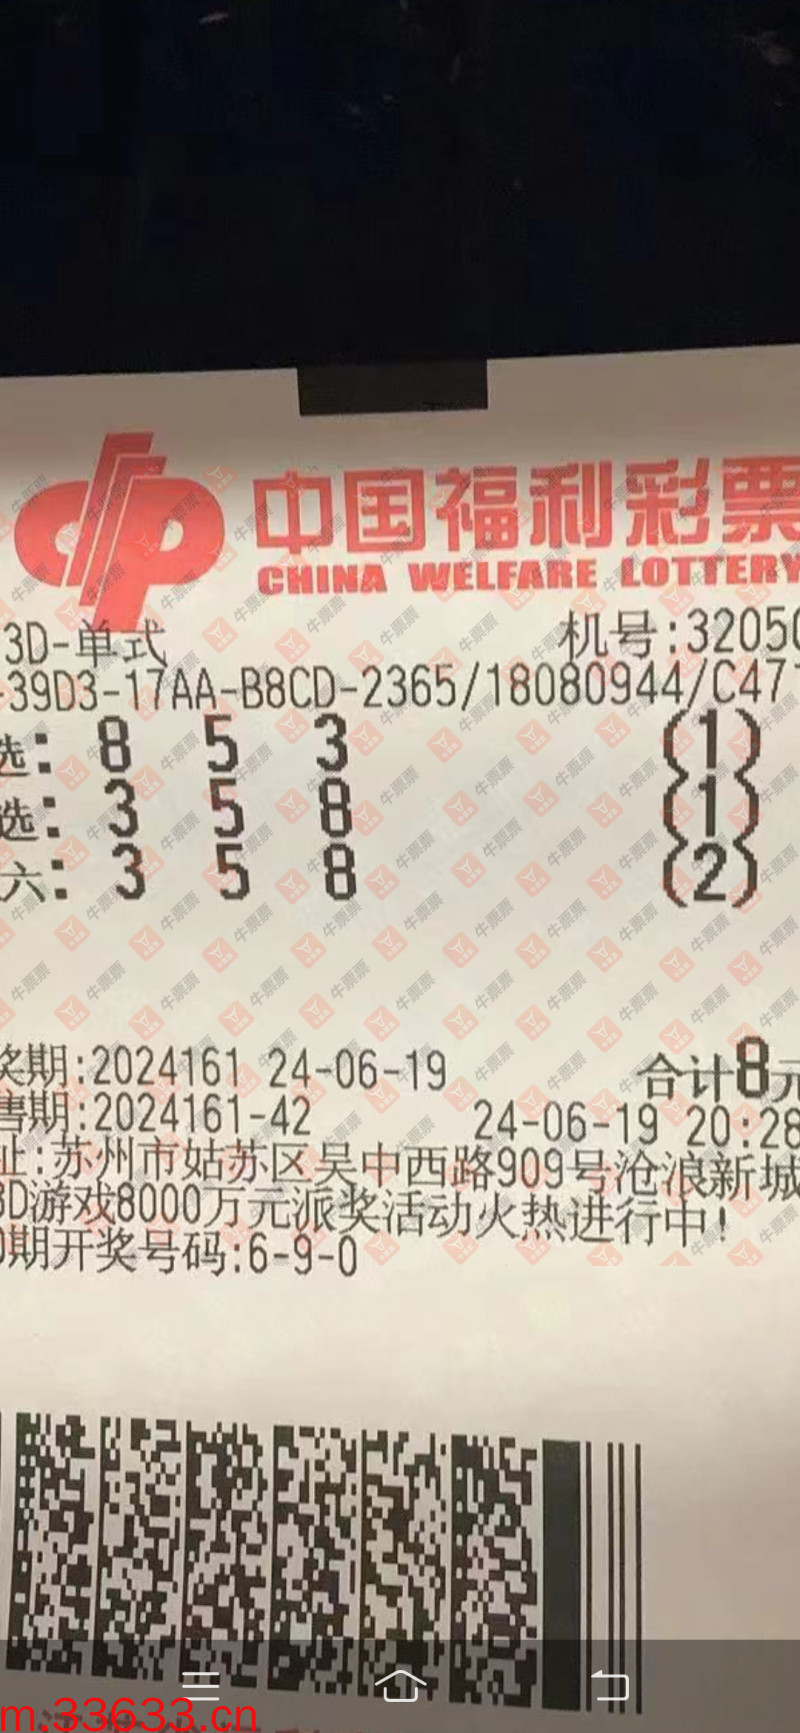 中国福利彩票
CHINA WELFARE LOTTERY
3D-单式 机号:32050
-39D3-17AA-B8CD-2365/18080944/C47
选: 8 5 3 (1)
选: 3 5 8 (1)
六: 3 5 8 (2)
奖期:2024161 24-06-19 合计8元
售期:2024161-42 24-06-19 20:28
址:苏州市姑苏区吴中西路909号沧浪新城
3D游戏8000万元派奖活动火热进行中!
0期开奖号码:6-9-0
m.33633.cn
牛票票